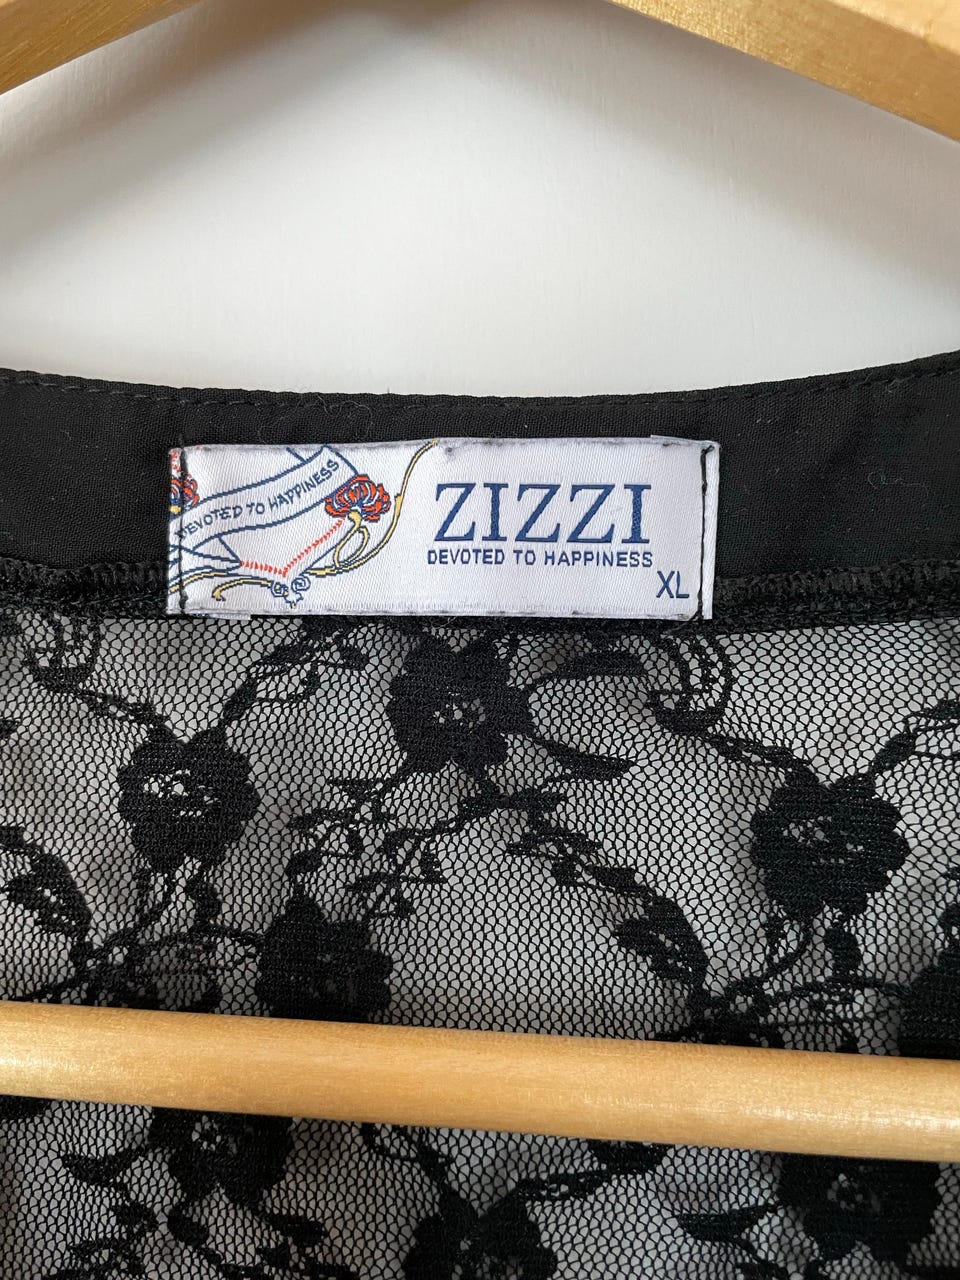 DEVOTED TO HAPPINESS
ZIZZI
DEVOTED TO HAPPINESS
XL